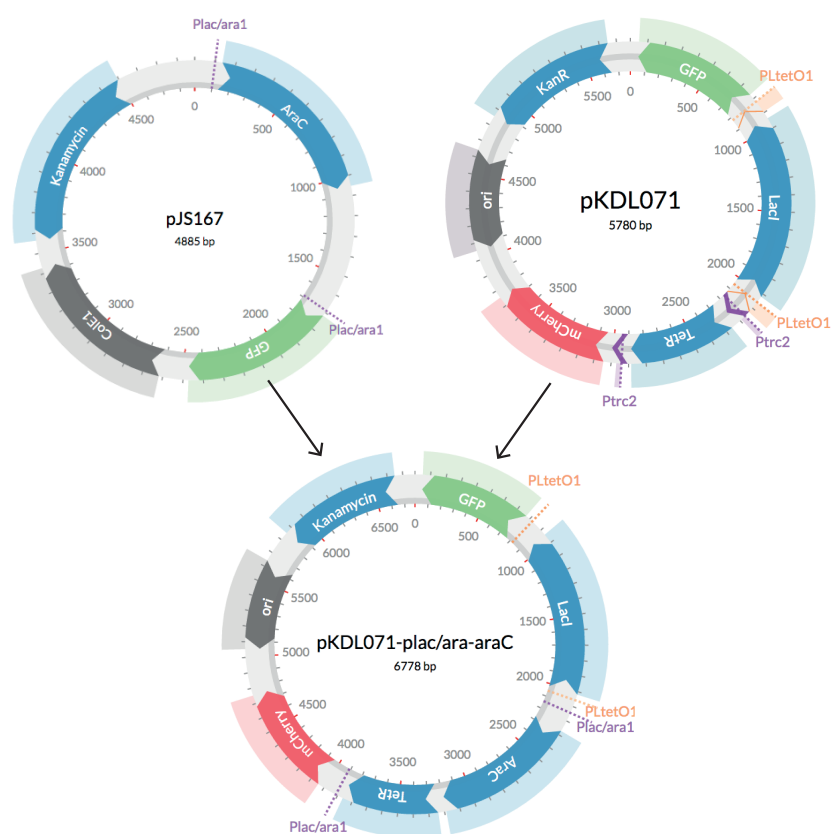 Plac/ara1
0
500
1000
1500
2000
2500
3000
3500
4000
4500
AraC
Plac/ara1
GFP
ColE1
Kanamycin
pJS167
4885 bp
0
500
1000
1500
2000
2500
3000
3500
4000
4500
5000
5500
GFP
PLtetO1
LacI
PLtetO1
Ptrc2
TetR
Ptrc2
mCherry
ori
KanR
pKDL071
5780 bp
0
500
1000
1500
2000
2500
3000
3500
4000
4500
5000
5500
6000
6500
GFP
PLtetO1
LacI
PLtetO1
Plac/ara1
AraC
TetR
Plac/ara1
mCherry
ori
Kanamycin
pKDL071-plac/ara-araC
6778 bp